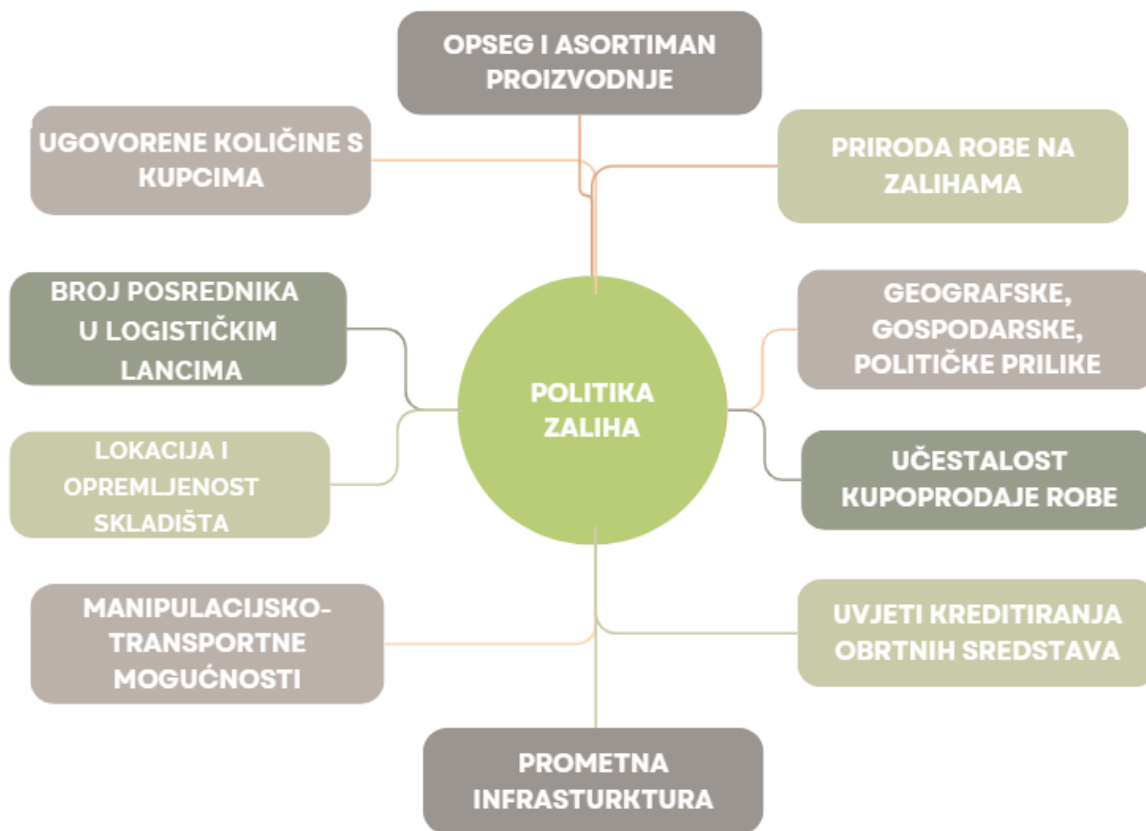 OPSEG I ASORTIMAN
PROIZVODNJE
UGOVORENE KOLIČINE S
KUPCIMA
PRIRODA ROBE NA
ZALIHAMA
BROJ POSREDNIKA
U LOGISTIČKIM
LANCIMA
GEOGRAFSKE,
GOSPODARSKE,
POLITIČKE PRILIKE
POLITIKA
ZALIHA
LOKACIJA I
OPREMLJENOST
SKLADIŠTA
UČESTALOST
KUPOPRODAJE ROBE
MANIPULACIJSKO-
TRANSPORTNE
MOGUĆNOSTI
UVJETI KREDITIRANJA
OBRTNIH SREDSTAVA
PROMETNA
INFRASTURKTURA